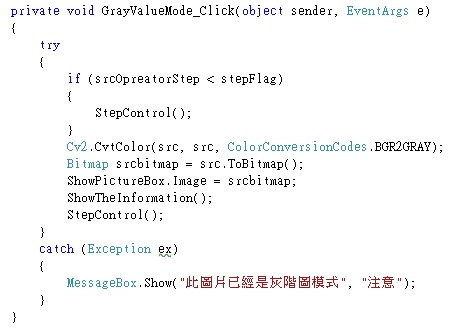 private void GrayValueMode_Click(object sender, EventArgs e)
{
    try
    {
        if (srcOpreatorStep < stepFlag)
        {
            StepControl();
        }
        Cv2.CvtColor(src, src, ColorConversionCodes.BGR2GRAY);
        Bitmap srcbitmap = src.ToBitmap();
        ShowPictureBox.Image = srcbitmap;
        ShowTheInformation();
        StepControl();
    }
    catch (Exception ex)
    {
        MessageBox.Show("此圖片已經是灰階圖模式", "注意");
    }
}